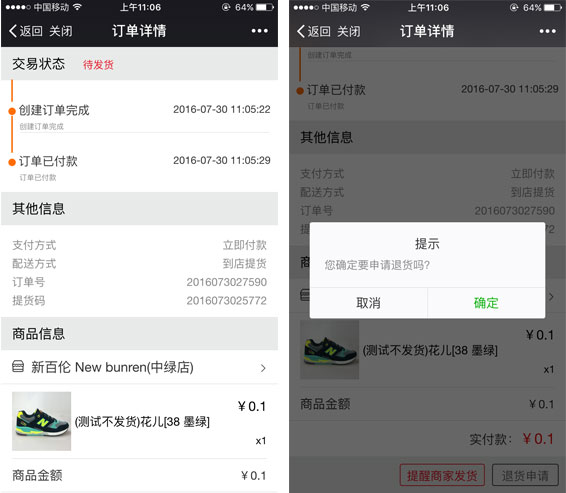 中国移动 上午11:06 64%
返回 关闭 订单详情
交易状态 待发货
创建订单完成 2016-07-30 11:05:22
创建订单完成
订单已付款 2016-07-30 11:05:29
订单已付款
其他信息
支付方式 立即付款
配送方式 到店提货
订单号 2016073027590
提货码 2016073025772
商品信息
新百伦 New bunren(中绿店)
(测试不发货)花儿[38 墨绿] ¥0.1
x1
商品金额 ¥0.1
中国移动 上午11:06 64%
返回 关闭 订单详情
创建订单完成
订单已付款 2016-07-30 11:05:29
订单已付款
其他信息
支付方式 立即付款
配送方式 到店提货
订单号 2016073027590
提 72
提示
您确定要申请退货吗?
取消 确定
商
(测试不发货)花儿[38 墨绿] ¥0.1
x1
商品金额 ¥0.1
实付款: ¥0.1
提醒商家发货 退货申请